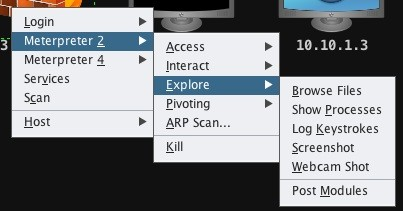 3
10.10.1.3
Login
Meterpreter 2
Meterpreter 4
Services
Scan
Host
Access
Interact
Explore
Pivoting
ARP Scan...
Kill
Browse Files
Show Processes
Log Keystrokes
Screenshot
Webcam Shot
Post Modules